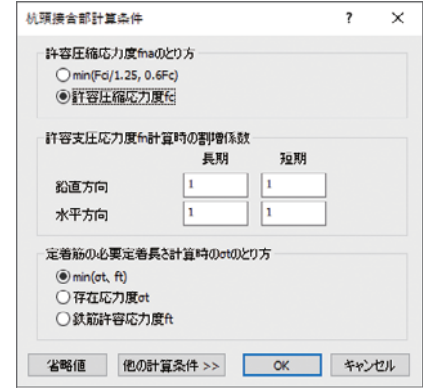 杭頭接合部計算条件 ? ×
許容圧縮応力度fnaのとり方
min(Fci/1.25, 0.6Fc)
許容圧縮応力度fc
許容支圧応力度fn計算時の割増係数
長期 短期
鉛直方向 1 1
水平方向 1 1
定着筋の必要定着長さ計算時のσtのとり方
min(σt, ft)
存在応力度σt
鉄筋許容応力度ft
省略値 他の計算条件 >> OK キャンセル